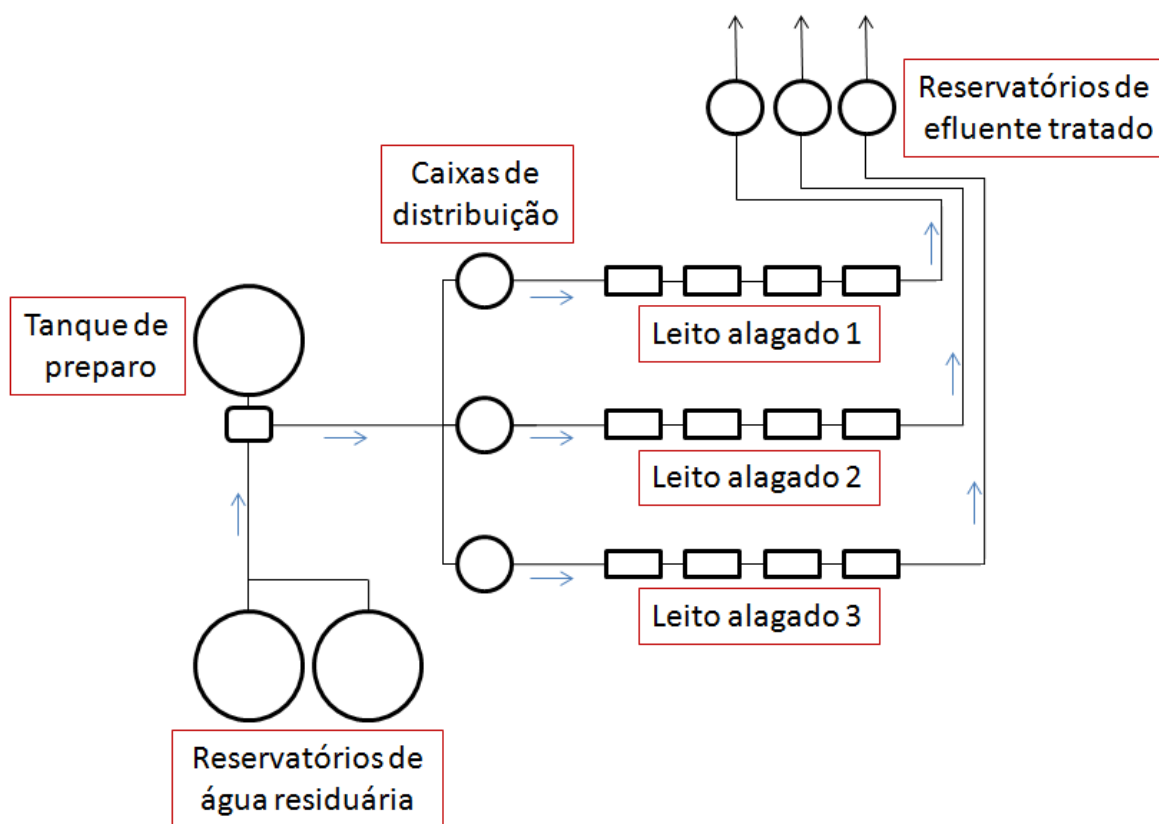 Reservatórios de
efluente tratado
Caixas de
distribuição
Tanque de
preparo
Leito alagado 1
Leito alagado 2
Leito alagado 3
Reservatórios de
água residuária